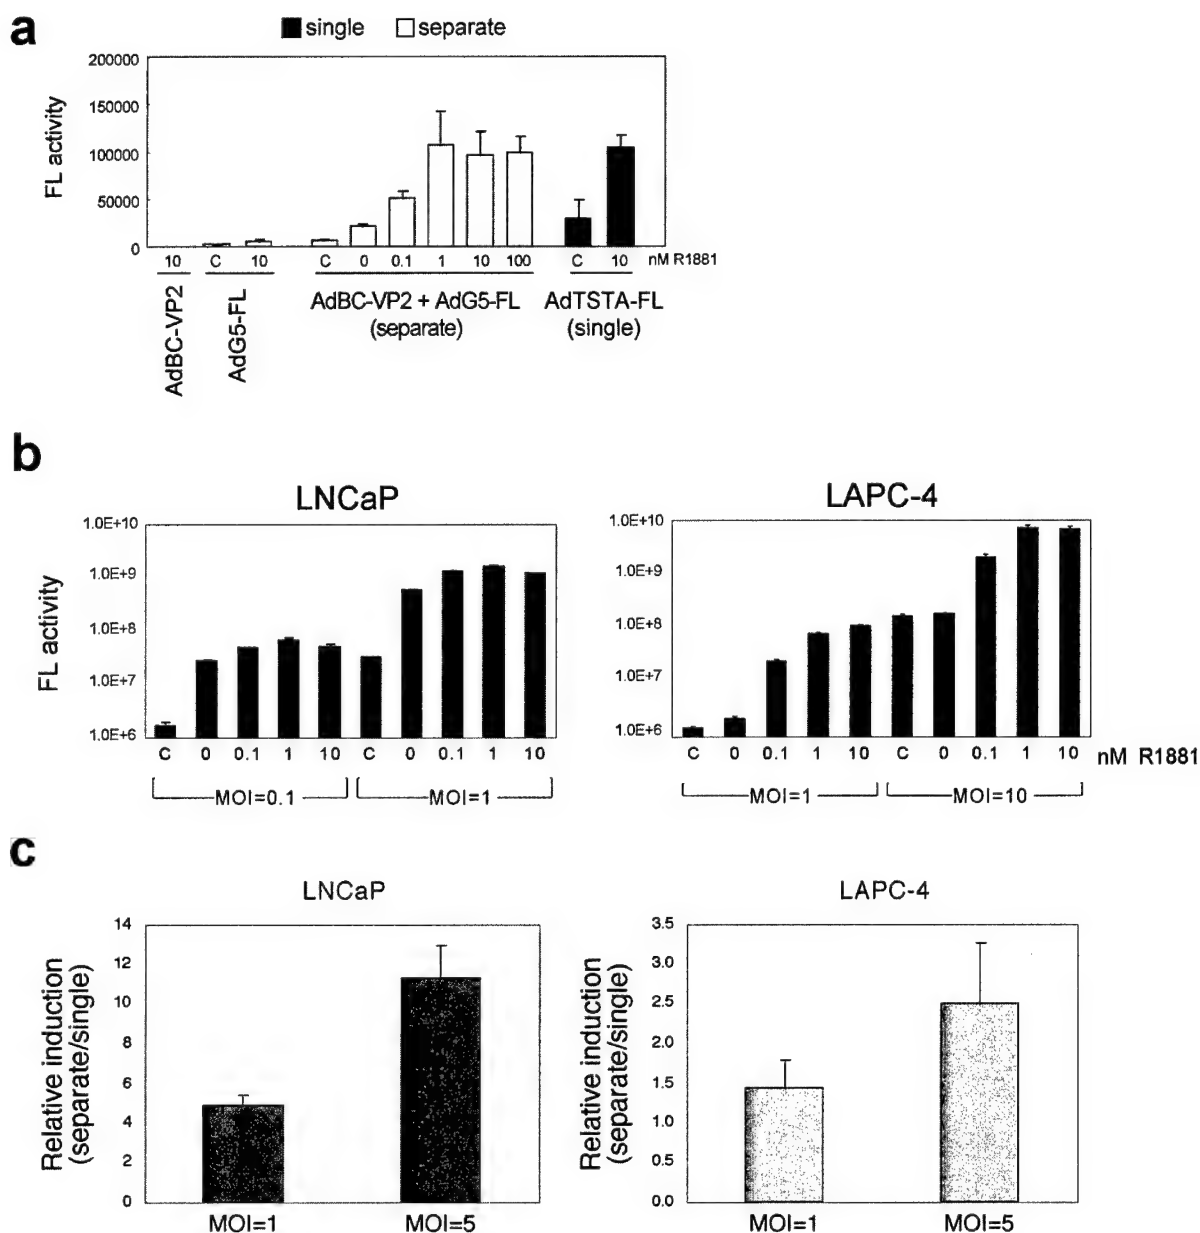 a
single separate
200000
150000
100000
50000
0
FL activity
10 C 10 C 0 0.1 1 10 100 C 10 nM R1881
AdBC-VP2
AdG5-FL
AdBC-VP2 + AdG5-FL
(separate)
AdTSTA-FL
(single)
b
LNCaP
1.0E+10
1.0E+9
1.0E+8
1.0E+7
1.0E+6
FL activity
C 0 0.1 1 10 C 0 0.1 1 10
MOI=0.1 MOI=1
LAPC-4
1.0E+10
1.0E+9
1.0E+8
1.0E+7
1.0E+6
C 0 0.1 1 10 C 0 0.1 1 10 nM R1881
MOI=1 MOI=10
c
LNCaP
14
12
10
8
6
4
2
0
Relative induction
(separate/single)
MOI=1 MOI=5
LAPC-4
3.5
3.0
2.5
2.0
1.5
1.0
0.5
0.0
Relative induction
(separate/single)
MOI=1 MOI=5